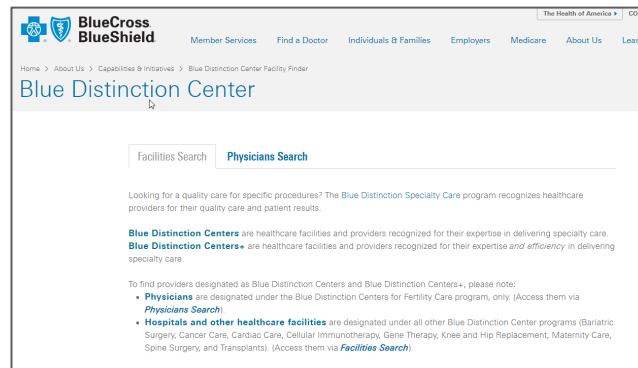 The Health of America ▸ CO
BlueCross
BlueShield
Member Services Find a Doctor Individuals & Families Employers Medicare About Us Lear
Home > About Us > Capabilities & Initiatives > Blue Distinction Center Facility Finder
Blue Distinction Center
Facilities Search Physicians Search
Looking for a quality care for specific procedures? The Blue Distinction Specialty Care program recognizes healthcare
providers for their quality care and patient results.
Blue Distinction Centers are healthcare facilities and providers recognized for their expertise in delivering specialty care.
Blue Distinction Centers+ are healthcare facilities and providers recognized for their expertise and efficiency in delivering
specialty care.
To find providers designated as Blue Distinction Centers and Blue Distinction Centers+, please note:
• Physicians are designated under the Blue Distinction Centers for Fertility Care program, only. (Access them via
Physicians Search).
• Hospitals and other healthcare facilities are designated under all other Blue Distinction Center programs (Bariatric
Surgery, Cancer Care, Cardiac Care, Cellular Immunotherapy, Gene Therapy, Knee and Hip Replacement, Maternity Care,
Spine Surgery, and Transplants). (Access them via Facilities Search).